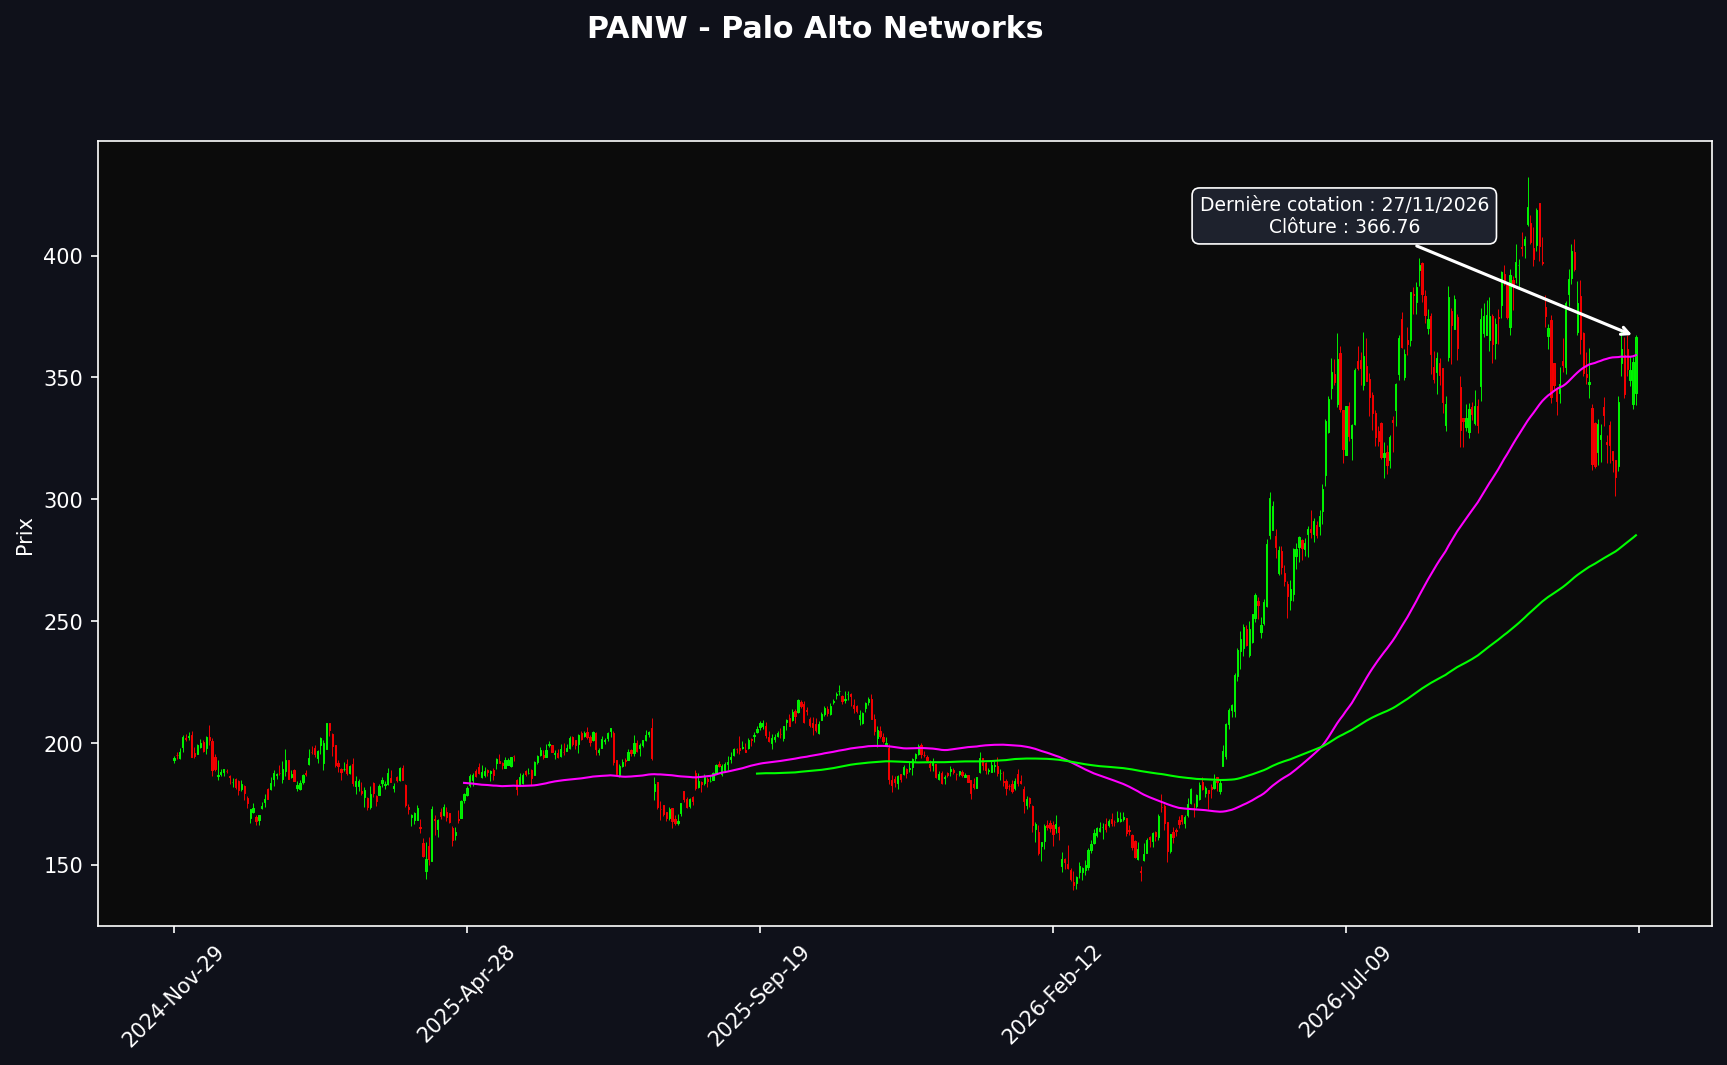 PANW - Palo Alto Networks
Dernière cotation : 27/11/2026
Clôture : 366.76
Prix
400
350
300
250
200
150
2024-Nov-29
2025-Apr-28
2025-Sep-19
2026-Feb-12
2026-Jul-09